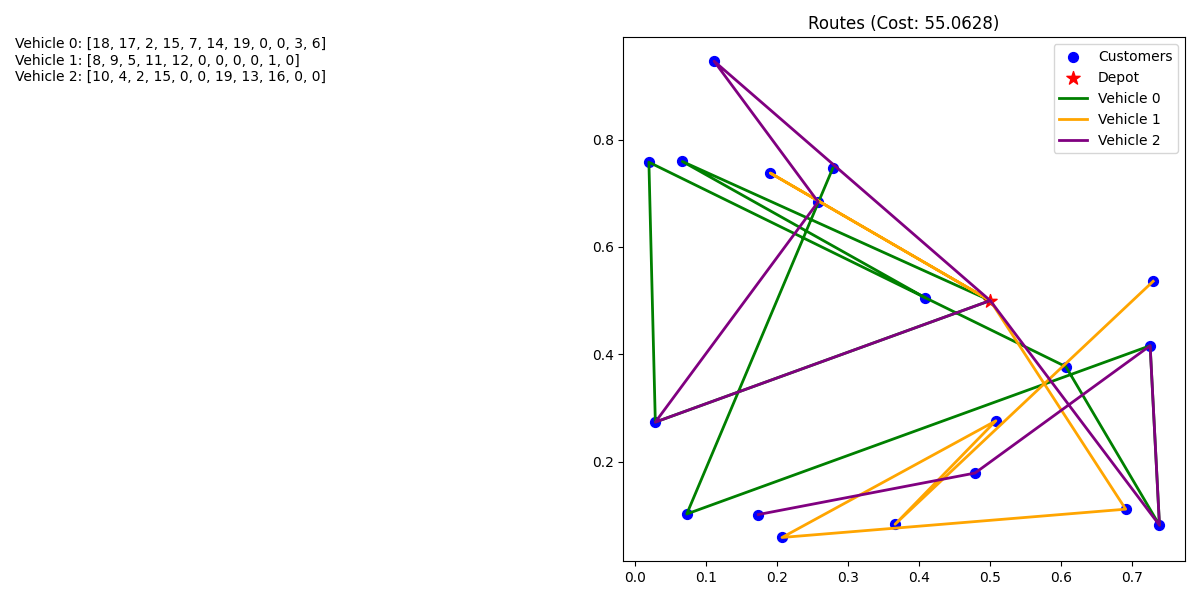 Vehicle 0: [18, 17, 2, 15, 7, 14, 19, 0, 0, 3, 6]
Vehicle 1: [8, 9, 5, 11, 12, 0, 0, 0, 0, 1, 0]
Vehicle 2: [10, 4, 2, 15, 0, 0, 19, 13, 16, 0, 0]
Routes (Cost: 55.0628)
Customers
Depot
Vehicle 0
Vehicle 1
Vehicle 2
0.8
0.6
0.4
0.2
0.0 0.1 0.2 0.3 0.4 0.5 0.6 0.7